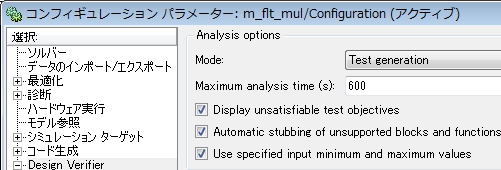 コンフィギュレーション パラメーター: m_flt_mul/Configuration (アクティブ)
選択:
ソルバー
データのインポート/エクスポート
最適化
診断
ハードウェア実行
モデル参照
シミュレーション ターゲット
コード生成
Design Verifier
Analysis options
Mode: Test generation
Maximum analysis time (s): 600
Display unsatisfiable test objectives
Automatic stubbing of unsupported blocks and functions
Use specified input minimum and maximum values